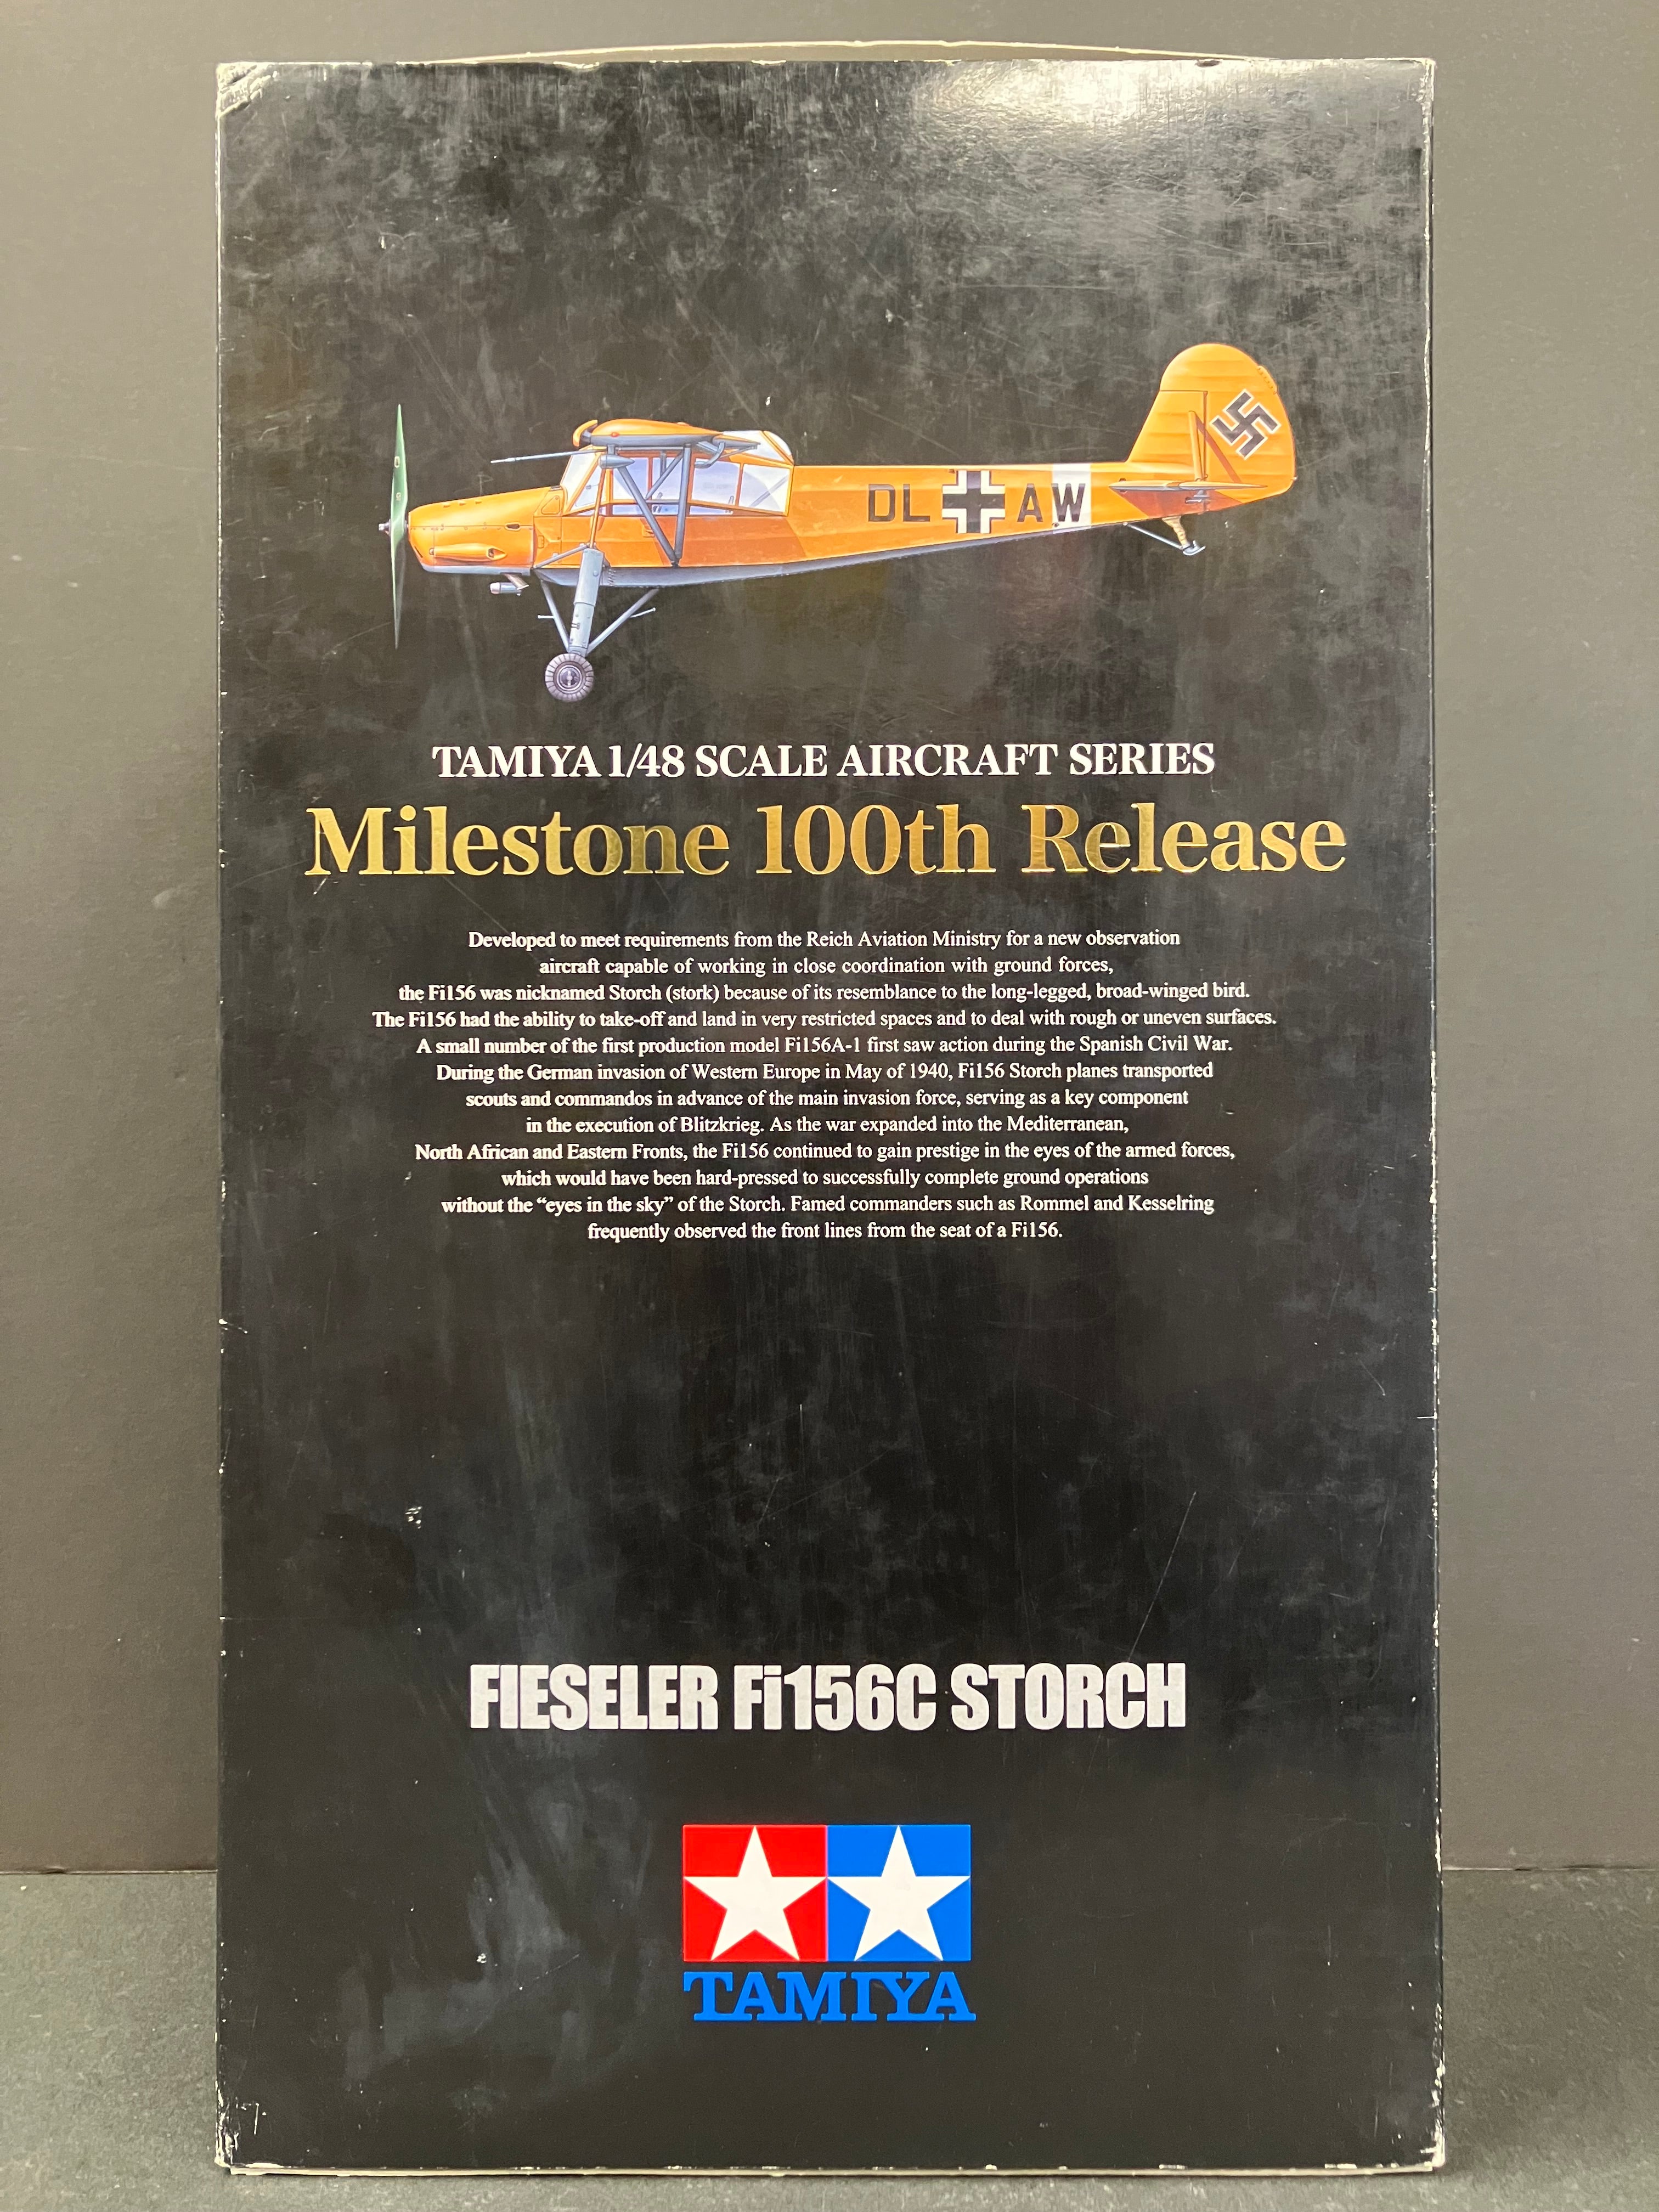 DL AW
TAMIYA 1/48 SCALE AIRCRAFT SERIES
Milestone 100th Release
Developed to meet requirements from the Reich Aviation Ministry for a new observation
aircraft capable of working in close coordination with ground forces,
the Fi156 was nicknamed Storch (stork) because of its resemblance to the long-legged, broad-winged bird.
The Fi156 had the ability to take-off and land in very restricted spaces and to deal with rough or uneven surfaces.
A small number of the first production model Fi156A-1 first saw action during the Spanish Civil War.
During the German invasion of Western Europe in May of 1940, Fi156 Storch planes transported
scouts and commandos in advance of the main invasion force, serving as a key component
in the execution of Blitzkrieg. As the war expanded into the Mediterranean,
North African and Eastern Fronts, the Fi156 continued to gain prestige in the eyes of the armed forces,
which would have been hard-pressed to successfully complete ground operations
without the “eyes in the sky” of the Storch. Famed commanders such as Rommel and Kesselring
frequently observed the front lines from the seat of a Fi156.
FIESELER Fi156C STORCH
TAMIYA